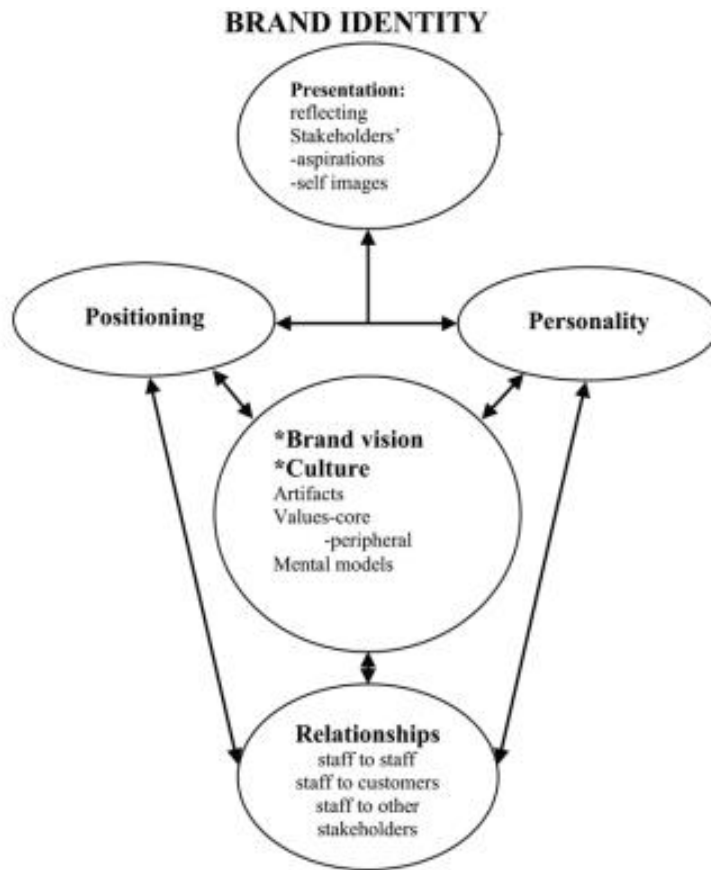 BRAND IDENTITY
Presentation:
reflecting
Stakeholders’
-aspirations
-self images
Positioning
Personality
*Brand vision
*Culture
Artifacts
Values-core
-peripheral
Mental models
Relationships
staff to staff
staff to customers
staff to other
stakeholders